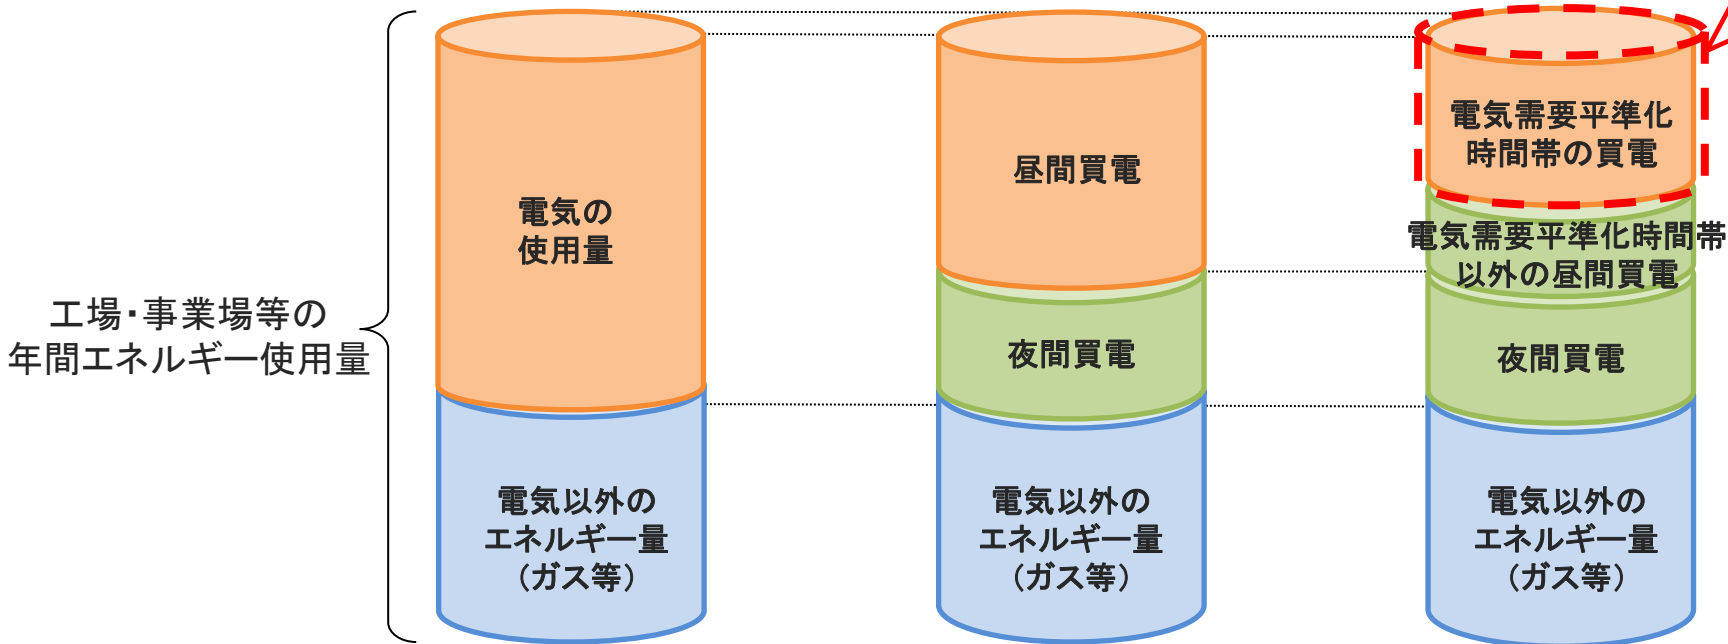 工場・事業場等の
年間エネルギー使用量
電気の
使用量
電気以外の
エネルギー量
（ガス等）
昼間買電
夜間買電
電気以外の
エネルギー量
（ガス等）
電気需要平準化
時間帯の買電
電気需要平準化時間帯
以外の昼間買電
夜間買電
電気以外の
エネルギー量
（ガス等）